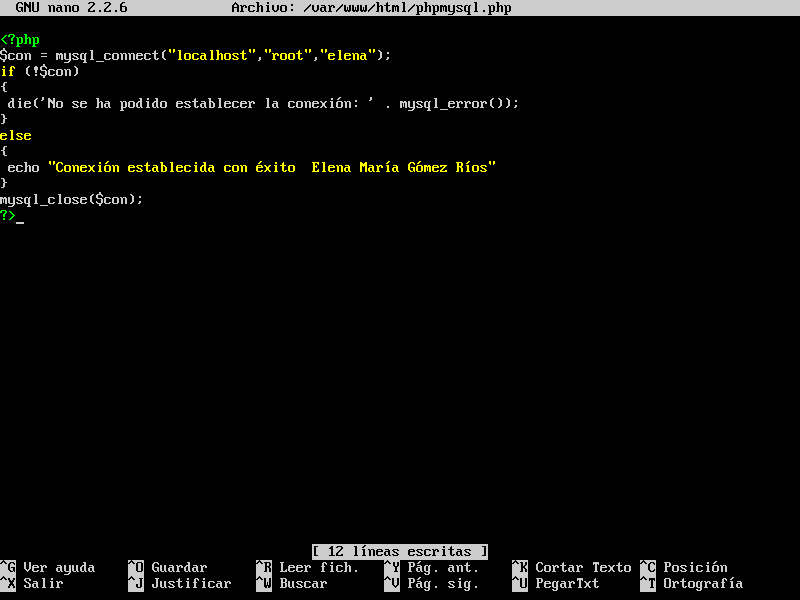 GNU nano 2.2.6 Archivo: /var/www/html/phpmysql.php
<?php
$con = mysql_connect("localhost","root","elena");
if (!$con)
{
die('No se ha podido establecer la conexión: ' . mysql_error());
}
else
{
echo "Conexión establecida con éxito  Elena María Gómez Ríos"
}
mysql_close($con);
?>_
[ 12 líneas escritas ]
^G Ver ayuda ^O Guardar ^R Leer fich. ^Y Pág. ant. ^K Cortar Texto ^C Posición
^X Salir ^J Justificar ^W Buscar ^V Pág. sig. ^U PegarTxt ^T Ortografía